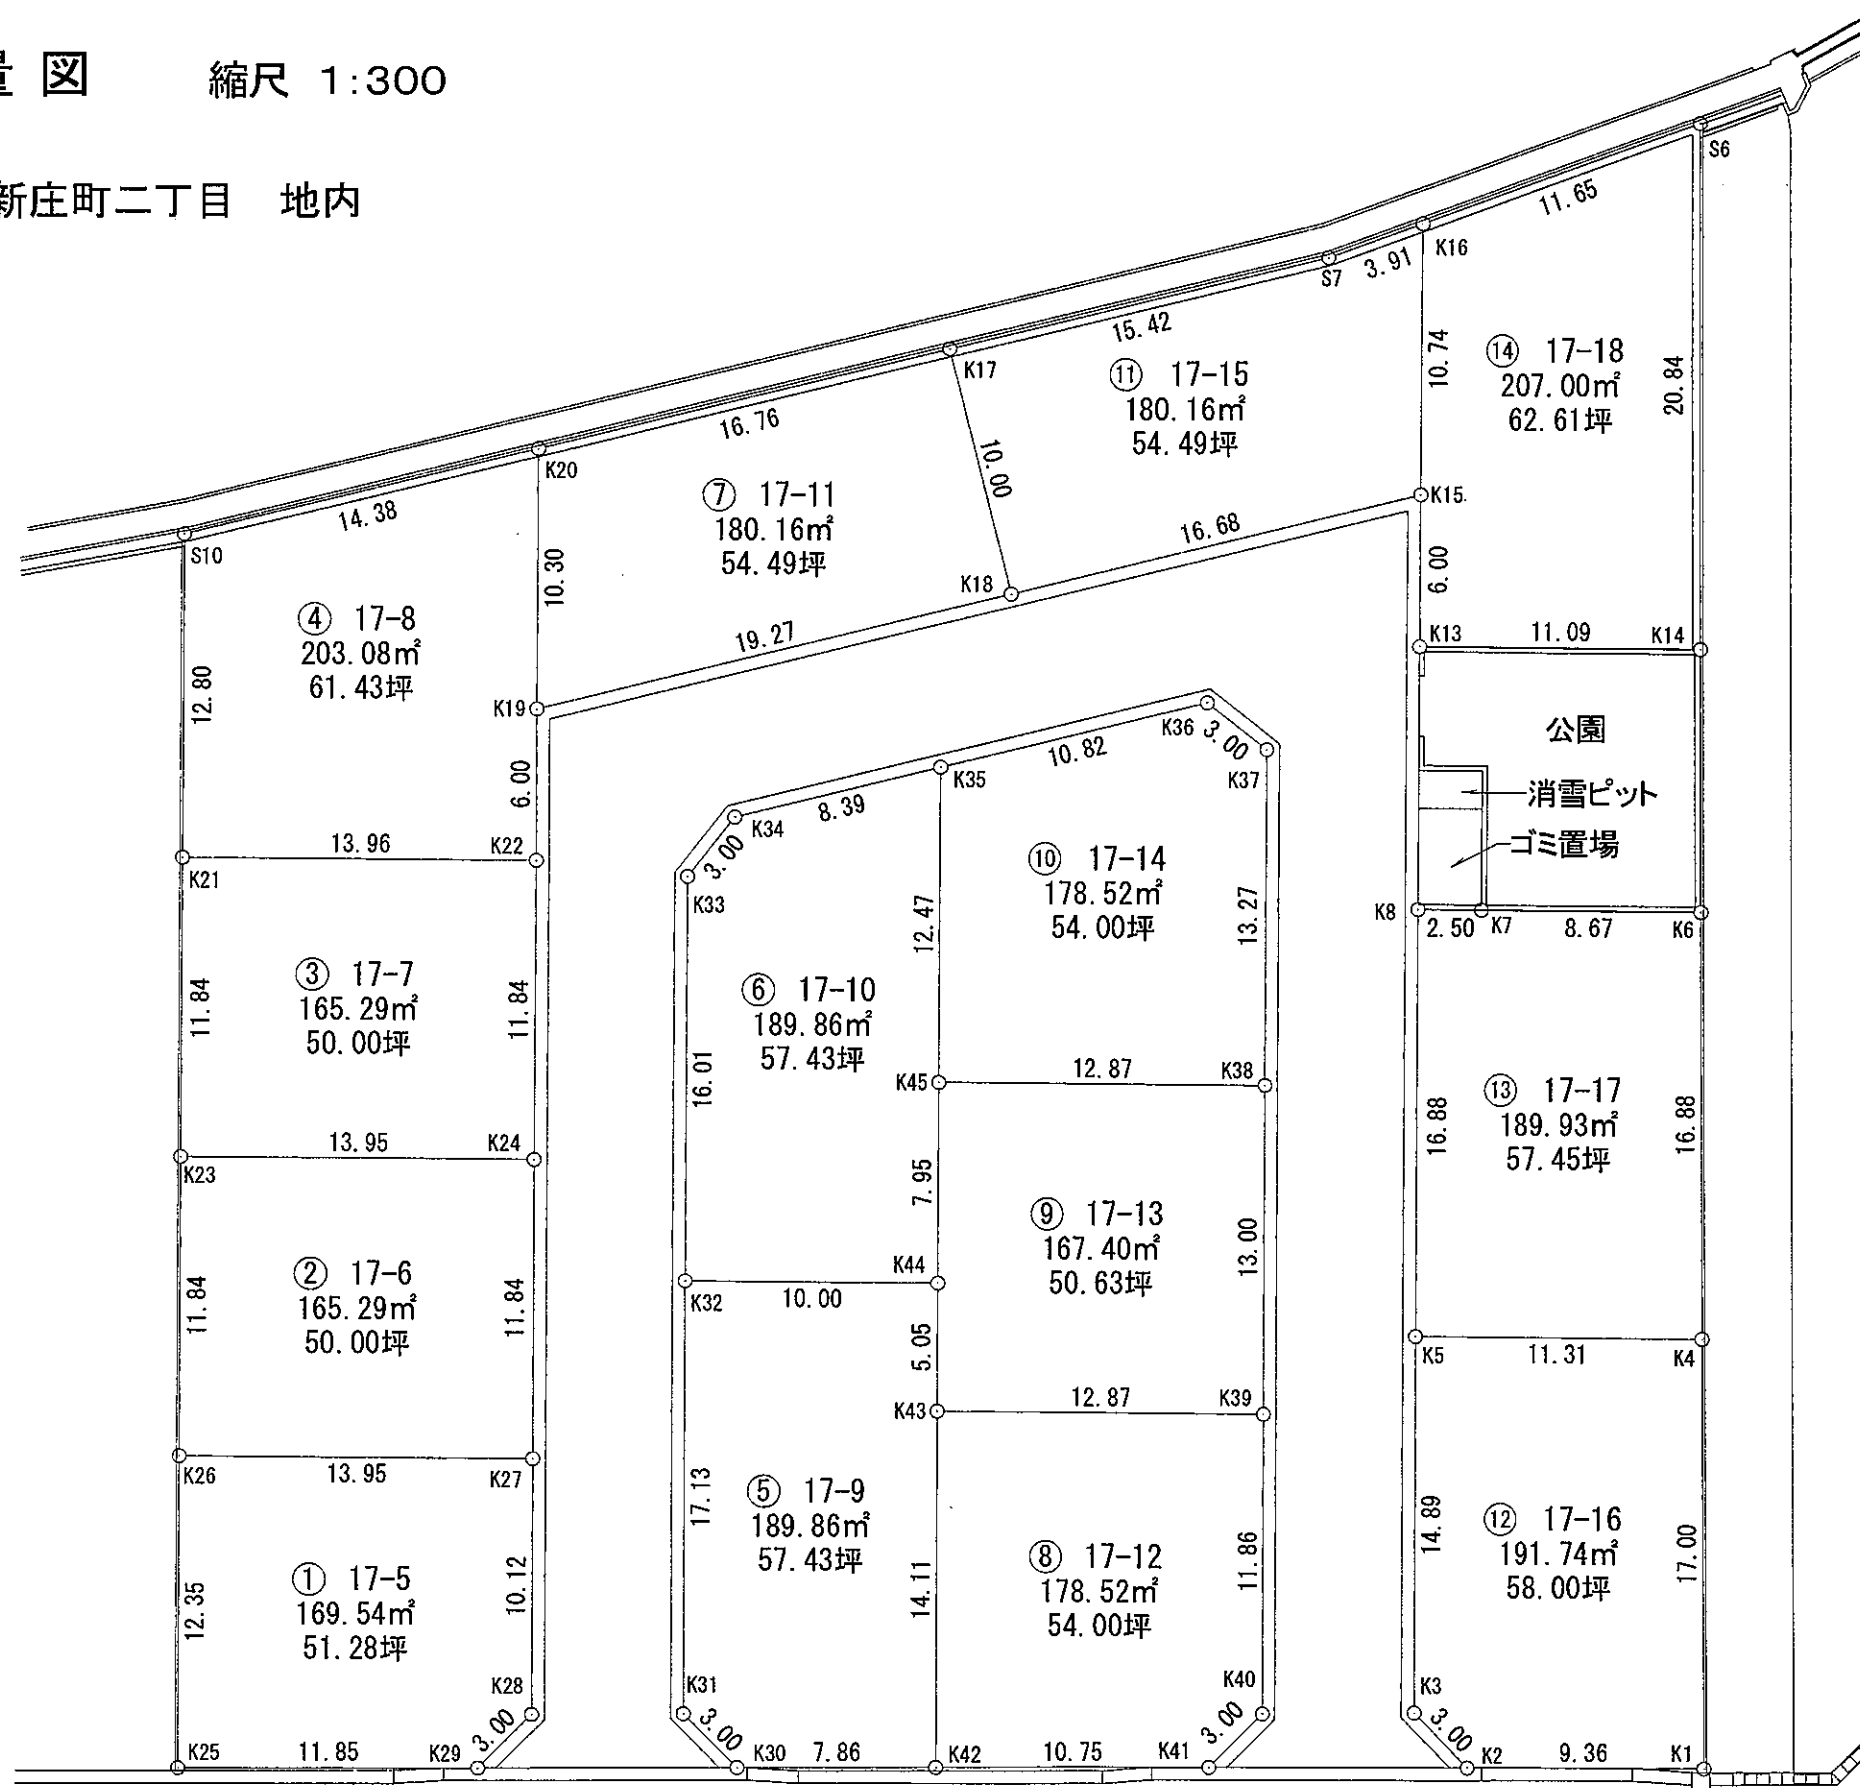 量図 縮尺 1:300
新庄町二丁目 地内
S6
11.65
K16
3.91
S7
15.42
K17
⑪ 17-15
180.16㎡
54.49坪
10.74
⑭ 17-18
207.00㎡
62.61坪
20.84
16.76
K20
10.00
⑦ 17-11
180.16㎡
54.49坪
14.38
S10
10.30
K15
16.68
K18
6.00
④ 17-8
203.08㎡
61.43坪
12.80
19.27
K13
11.09
K14
K19
6.00
公園
消雪ピット
ゴミ置場
K36
3.00
K37
10.82
K35
8.39
K34
3.00
K33
13.96
K22
K21
⑩ 17-14
178.52㎡
54.00坪
12.47
13.27
K8
2.50
K7
8.67
K6
③ 17-7
165.29㎡
50.00坪
11.84
11.84
⑥ 17-10
189.86㎡
57.43坪
16.01
K45
12.87
K38
⑬ 17-17
189.93㎡
57.45坪
16.88
16.88
13.95
K24
K23
7.95
⑨ 17-13
167.40㎡
50.63坪
13.00
② 17-6
165.29㎡
50.00坪
11.84
11.84
K44
K32
10.00
5.05
K5
11.31
K4
K43
12.87
K39
K26
13.95
K27
17.13
⑤ 17-9
189.86㎡
57.43坪
14.11
⑧ 17-12
178.52㎡
54.00坪
11.86
14.89
⑫ 17-16
191.74㎡
58.00坪
17.00
① 17-5
169.54㎡
51.28坪
12.35
10.12
K28
3.00
K31
3.00
K40
3.00
K3
3.00
K25
11.85
K29
K30
7.86
K42
10.75
K41
K2
9.36
K1